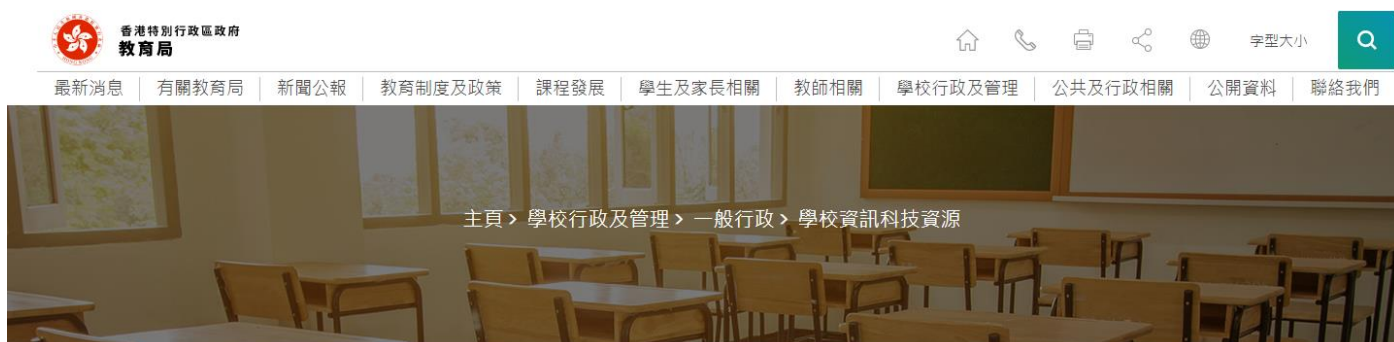 香港特別行政區政府
教育局
字型大小
最新消息 有關教育局 新聞公報 教育制度及政策 課程發展 學生及家長相關 教師相關 學校行政及管理 公共及行政相關 公開資料 聯絡我們
主頁 > 學校行政及管理 > 一般行政 > 學校資訊科技資源